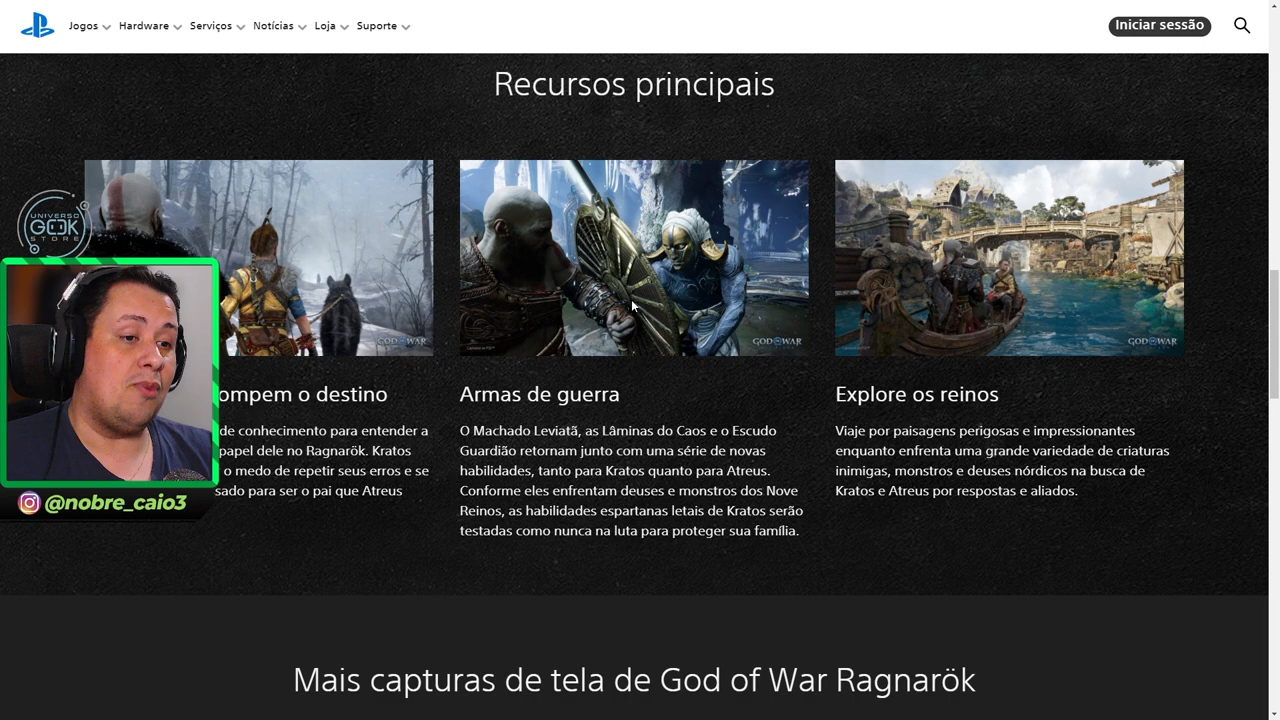 Jogos Hardware Serviços Notícias Loja Suporte Iniciar sessão
Recursos principais
UNIVERSO
GEEK
STORE
GOD OF WAR
GOD OF WAR
GOD OF WAR
ompem o destino
de conhecimento para entender a
papel dele no Ragnarök. Kratos
o medo de repetir seus erros e se
sado para ser o pai que Atreus
Armas de guerra
O Machado Leviatã, as Lâminas do Caos e o Escudo
Guardião retornam junto com uma série de novas
habilidades, tanto para Kratos quanto para Atreus.
Conforme eles enfrentam deuses e monstros dos Nove
Reinos, as habilidades espartanas letais de Kratos serão
testadas como nunca na luta para proteger sua família.
Explore os reinos
Viaje por paisagens perigosas e impressionantes
enquanto enfrenta uma grande variedade de criaturas
inimigas, monstros e deuses nórdicos na busca de
Kratos e Atreus por respostas e aliados.
@nobre_caio3
Mais capturas de tela de God of War Ragnarök